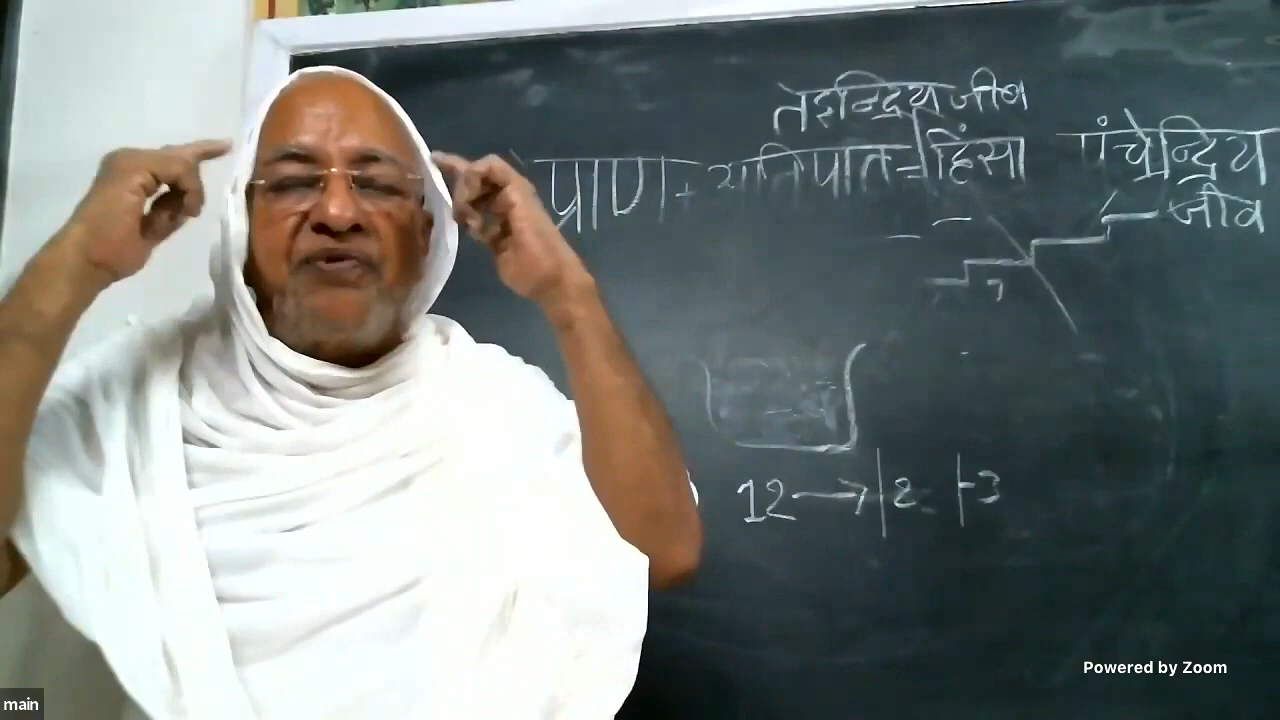 तेइन्द्रिय जीव
प्राण + अतिपात = हिंसा
पंचेन्द्रिय
जीव
12 → 2 3
Powered by Zoom
main